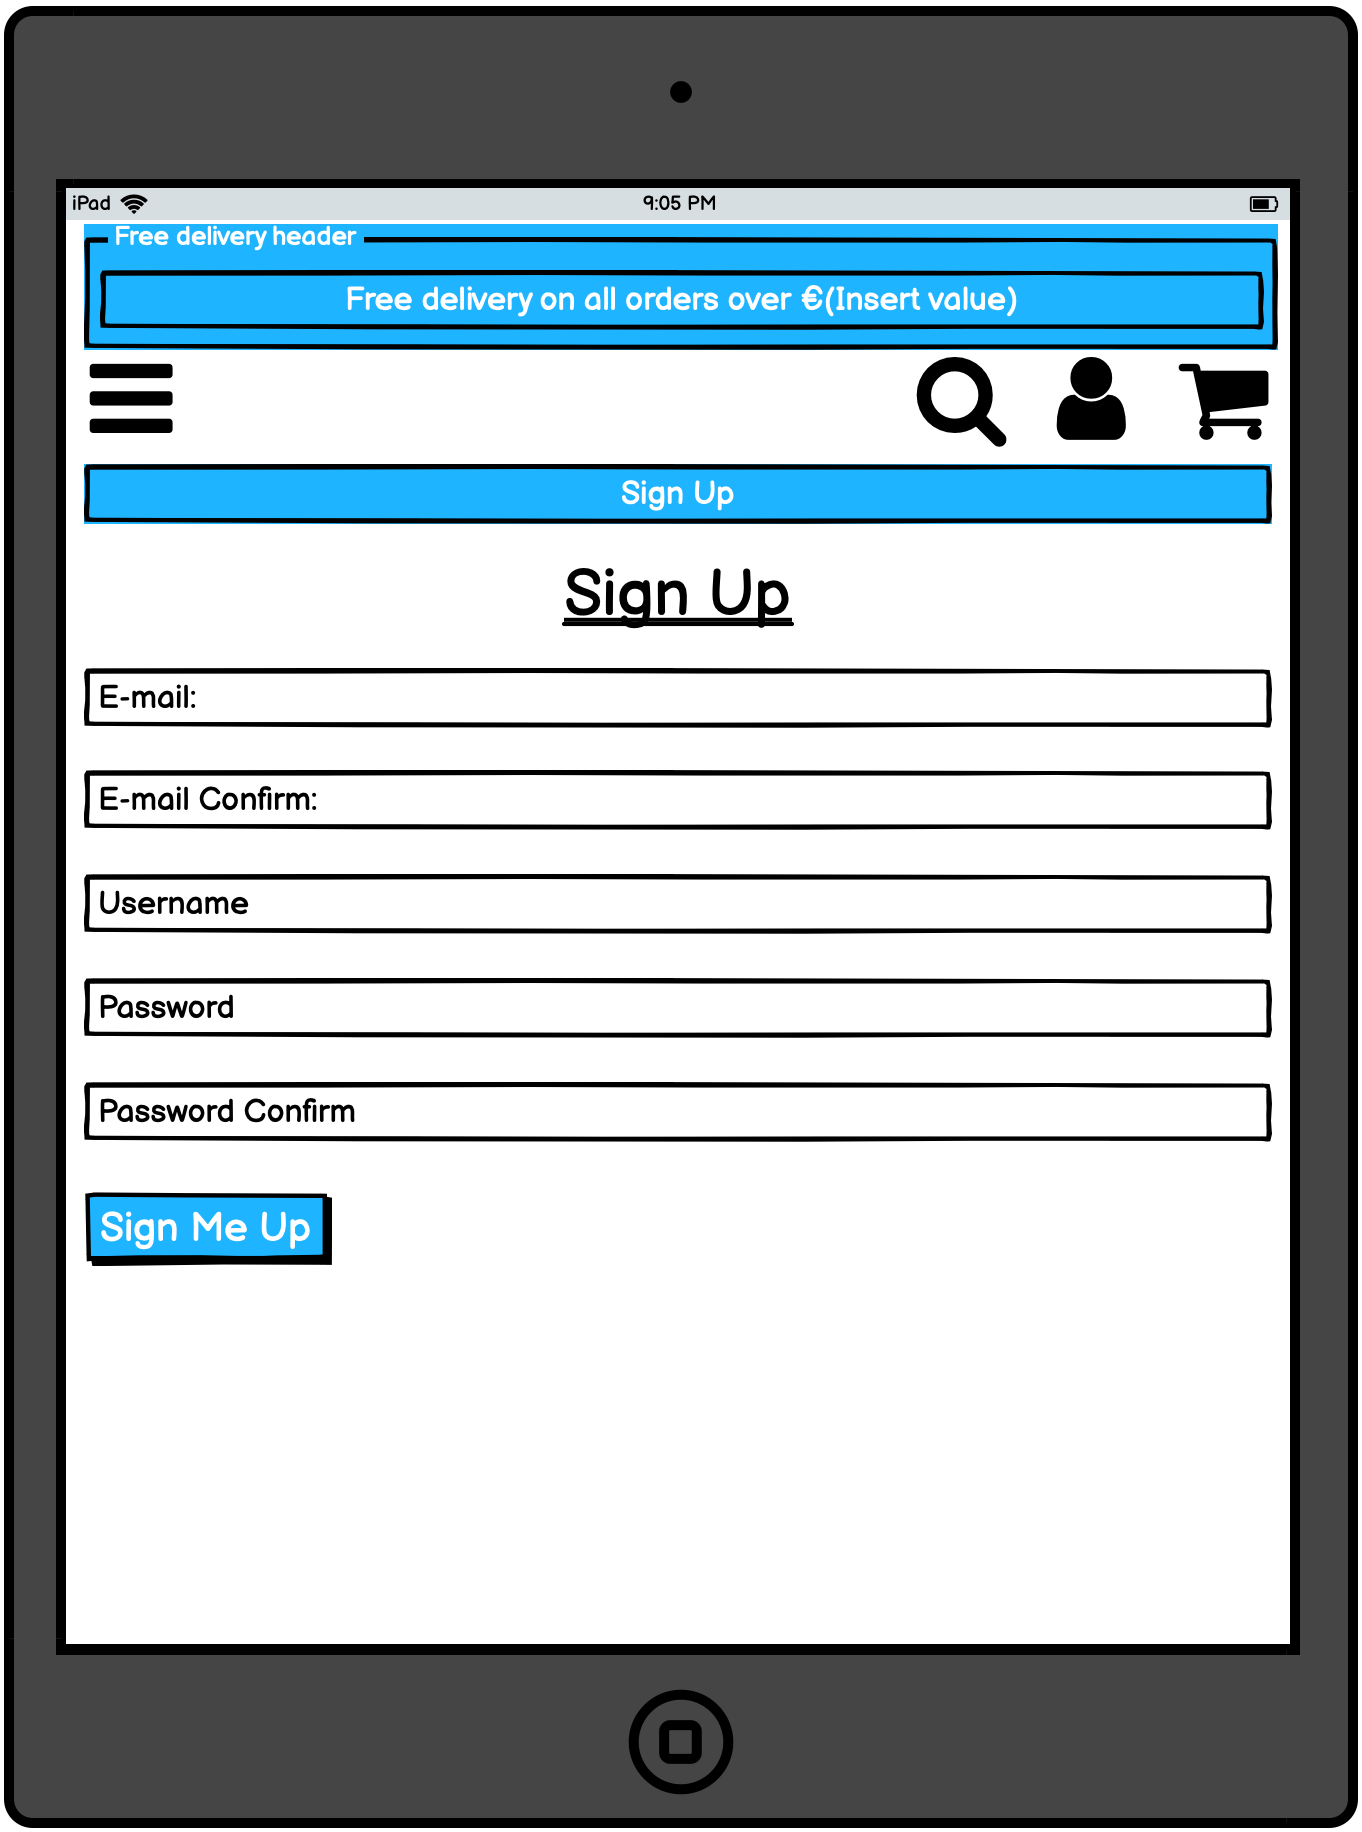 iPad
9:05 PM
Free delivery header
Free delivery on all orders over €(Insert value)
Sign Up
Sign Up
E-mail:
E-mail Confirm:
Username
Password
Password Confirm
Sign Me Up